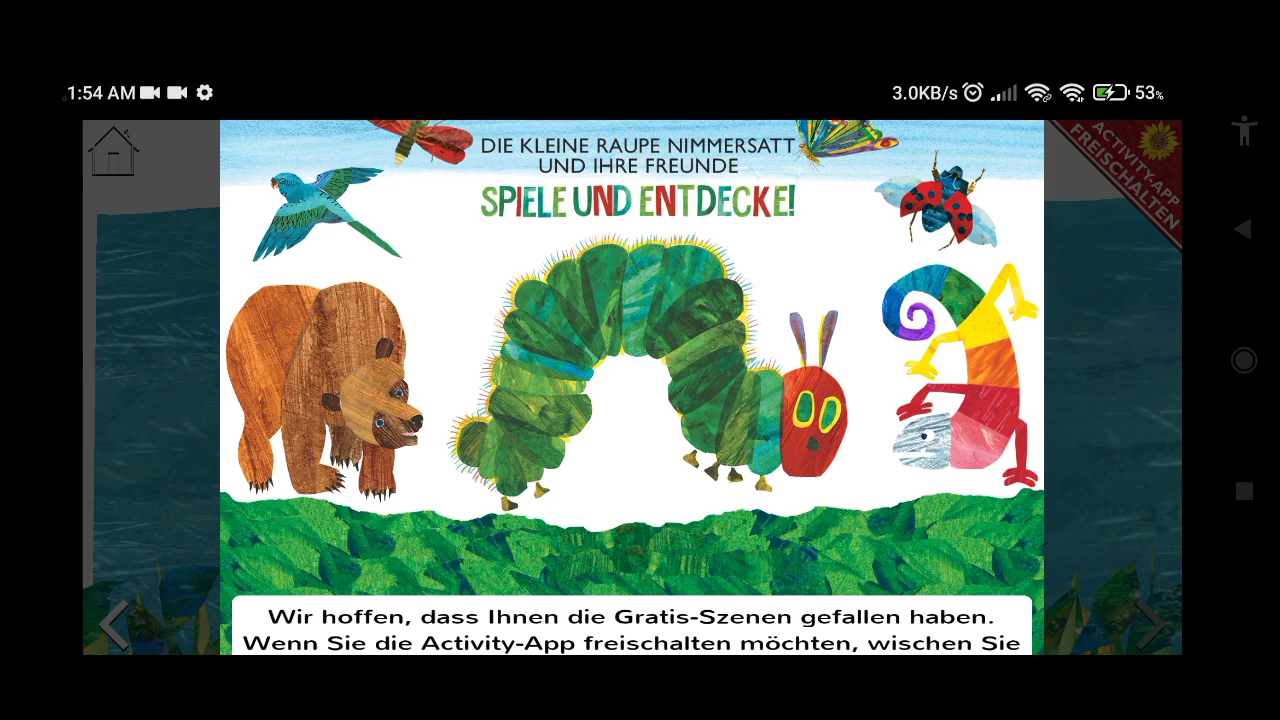 1:54 AM
3.0KB/s
53%
DIE KLEINE RAUPE NIMMERSATT
UND IHRE FREUNDE
SPIELE UND ENTDECKE!
ACTIVITY-APP
FREISCHALTEN
Wir hoffen, dass Ihnen die Gratis-Szenen gefallen haben.
Wenn Sie die Activity-App freischalten möchten, wischen Sie